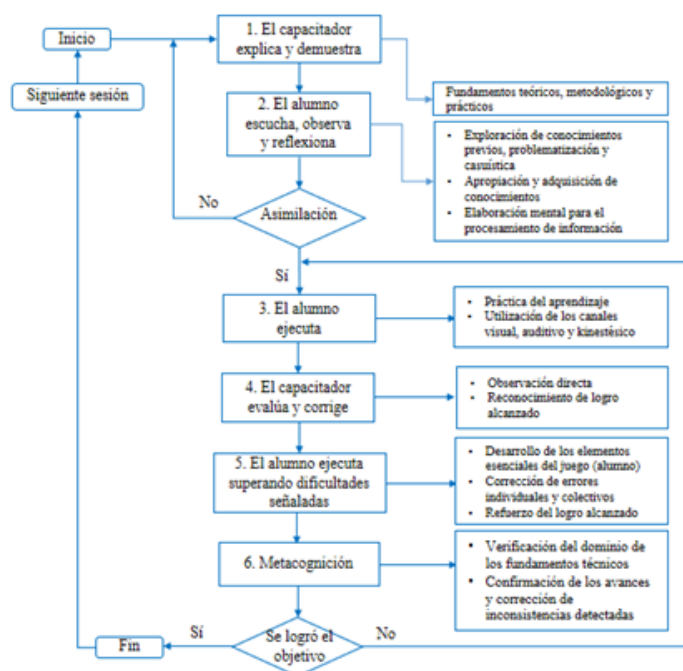 Inicio
1. El capacitador
explica y demuestra
Siguiente sesión
Fundamentos teóricos, metodológicos y
prácticos
2. El alumno
escucha, observa
y reflexiona
• Exploración de conocimientos
previos, problematización y
casuística
• Apropiación y adquisición de
conocimientos
• Elaboración mental para el
procesamiento de información
No
Asimilación
Sí
3. El alumno
ejecuta
• Práctica del aprendizaje
• Utilización de los canales
visual, auditivo y kinestésico
4. El capacitador
evalúa y corrige
• Observación directa
• Reconocimiento de logro
alcanzado
5. El alumno ejecuta
superando dificultades
señaladas
• Desarrollo de los elementos
esenciales del juego (alumno)
• Corrección de errores
individuales y colectivos
• Refuerzo del logro alcanzado
6. Metacognición
• Verificación del dominio de
los fundamentos técnicos
• Confirmación de los avances
y corrección de
inconsistencias detectadas
Fin
Sí
Se logró el
objetivo
No